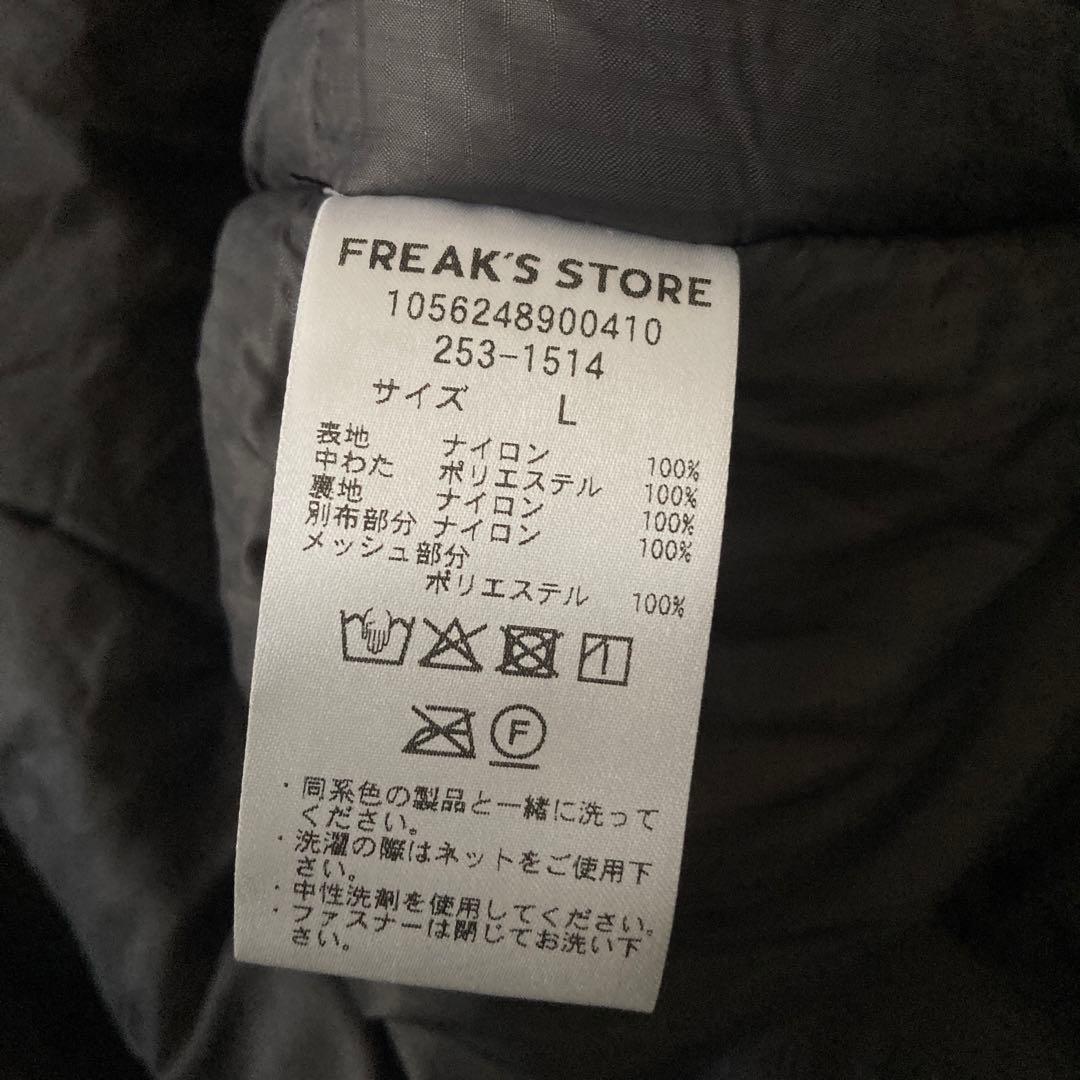 FREAK'S STORE
1056248900410
253-1514
サイズ L
表地 ナイロン 100%
中わた ポリエステル 100%
裏地 ナイロン 100%
別布部分 ナイロン 100%
メッシュ部分
ポリエステル 100%
F
・同系色の製品と一緒に洗って
ください。
・洗濯の際はネットをご使用下
さい。
・中性洗剤を使用してください。
・ファスナーは閉じてお洗い下
さい。